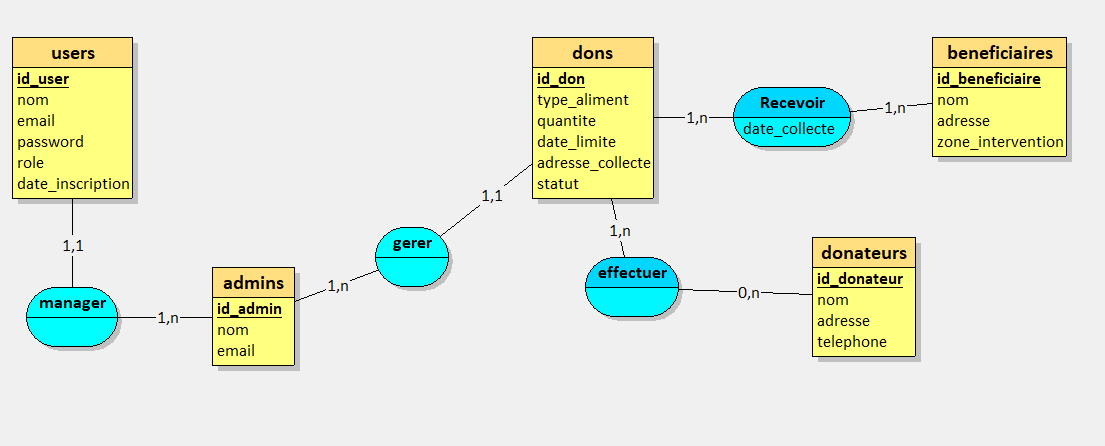 users
id_user
nom
email
password
role
date_inscription
1,1
manager
1,n
admins
id_admin
nom
email
1,n
gerer
1,1
dons
id_don
type_aliment
quantite
date_limite
adresse_collecte
statut
1,n
Recevoir
date_collecte
1,n
beneficiaires
id_beneficiaire
nom
adresse
zone_intervention
1,n
effectuer
0,n
donateurs
id_donateur
nom
adresse
telephone